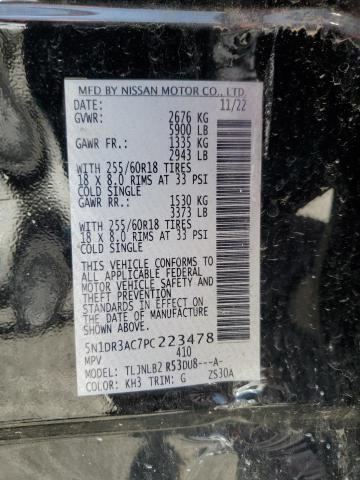 MFD BY NISSAN MOTOR CO., LTD.
DATE: 11/22
GVWR: 2676 KG
5900 LB
GAWR FR.: 1335 KG
2943 LB
WITH 255/60R18 TIRES
18 X 8.0 RIMS AT 33 PSI
COLD SINGLE
GAWR RR.: 1530 KG
3373 LB
WITH 255/60R18 TIRES
18 X 8.0 RIMS AT 33 PSI
COLD SINGLE
THIS VEHICLE CONFORMS TO
ALL APPLICABLE FEDERAL
MOTOR VEHICLE SAFETY AND
THEFT PREVENTION
STANDARDS IN EFFECT ON THE
DATE OF MANUFACTURE
SHOWN ABOVE.
5N1DR3AC7PC223478
MPV 410
MODEL: TLJNLB2 R53DU8---A-
COLOR: KH3 TRIM: G ZS30A